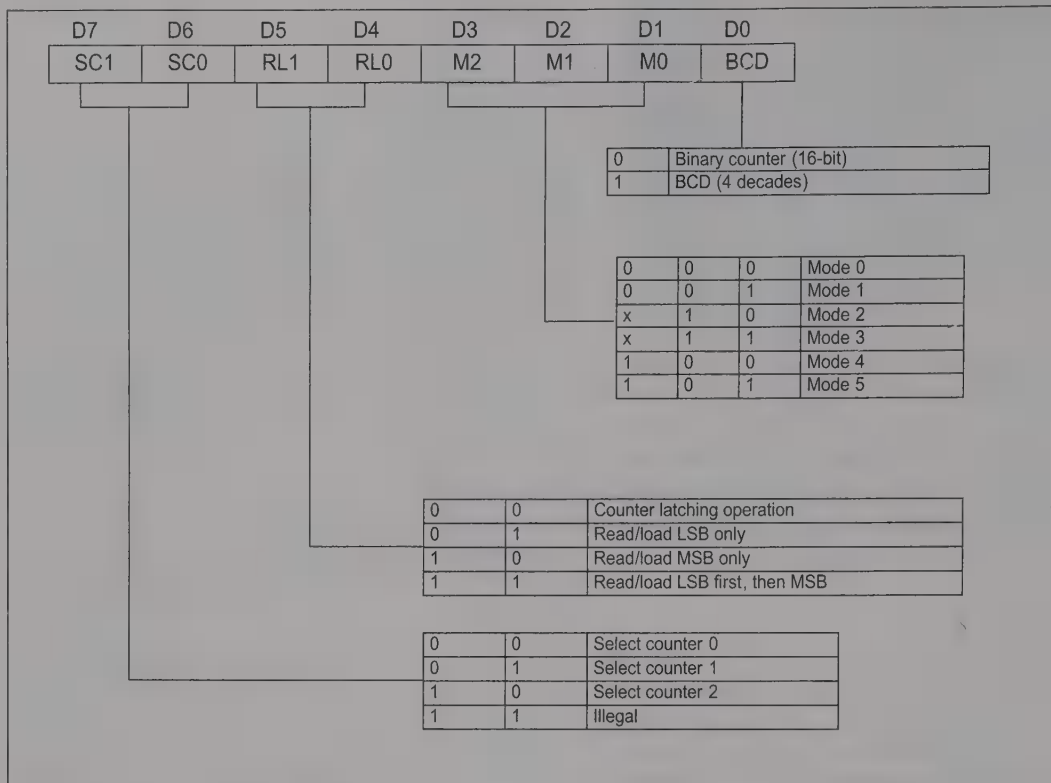 D7 D6 D5 D4 D3 D2 D1 D0
SC1 SC0 RL1 RL0 M2 M1 M0 BCD
0 Binary counter (16-bit)
1 BCD (4 decades)
0 0 0 Mode 0
0 0 1 Mode 1
x 1 0 Mode 2
x 1 1 Mode 3
1 0 0 Mode 4
1 0 1 Mode 5
0 0 Counter latching operation
0 1 Read/load LSB only
1 0 Read/load MSB only
1 1 Read/load LSB first, then MSB
0 0 Select counter 0
0 1 Select counter 1
1 0 Select counter 2
1 1 Illegal